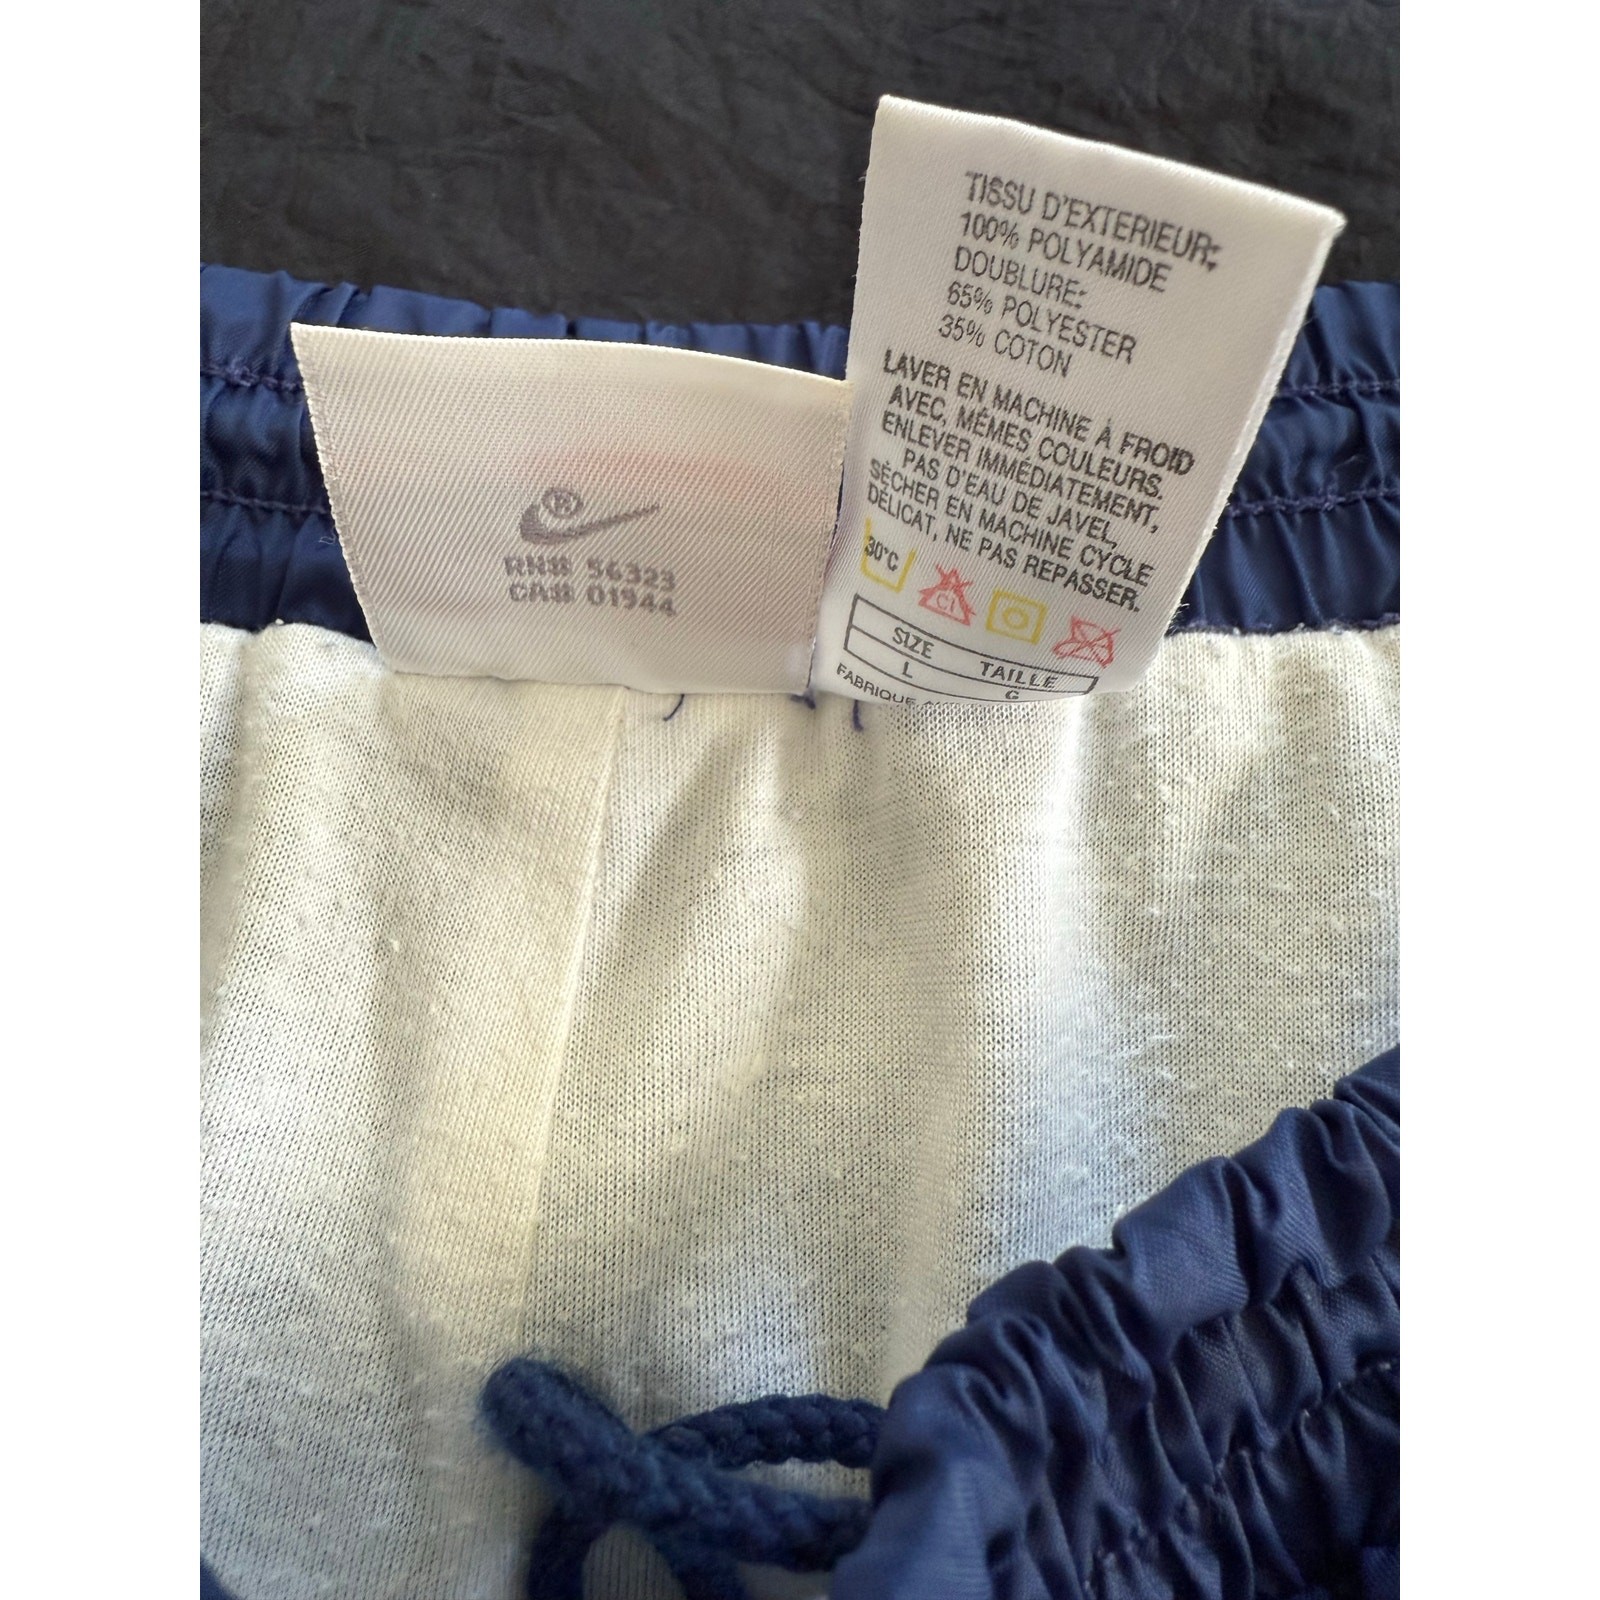 ®
RN# 56323
CA# 01944
TISSU D'EXTERIEUR:
100% POLYAMIDE
DOUBLURE:
65% POLYESTER
35% COTON
LAVER EN MACHINE À FROID
AVEC, MÊMES COULEURS.
ENLEVER IMMÉDIATEMENT,
PAS D'EAU DE JAVEL,
SÉCHER EN MACHINE CYCLE
DÉLICAT, NE PAS REPASSER.
30°C Cl
SIZE TAILLE
L G
FABRIQUE